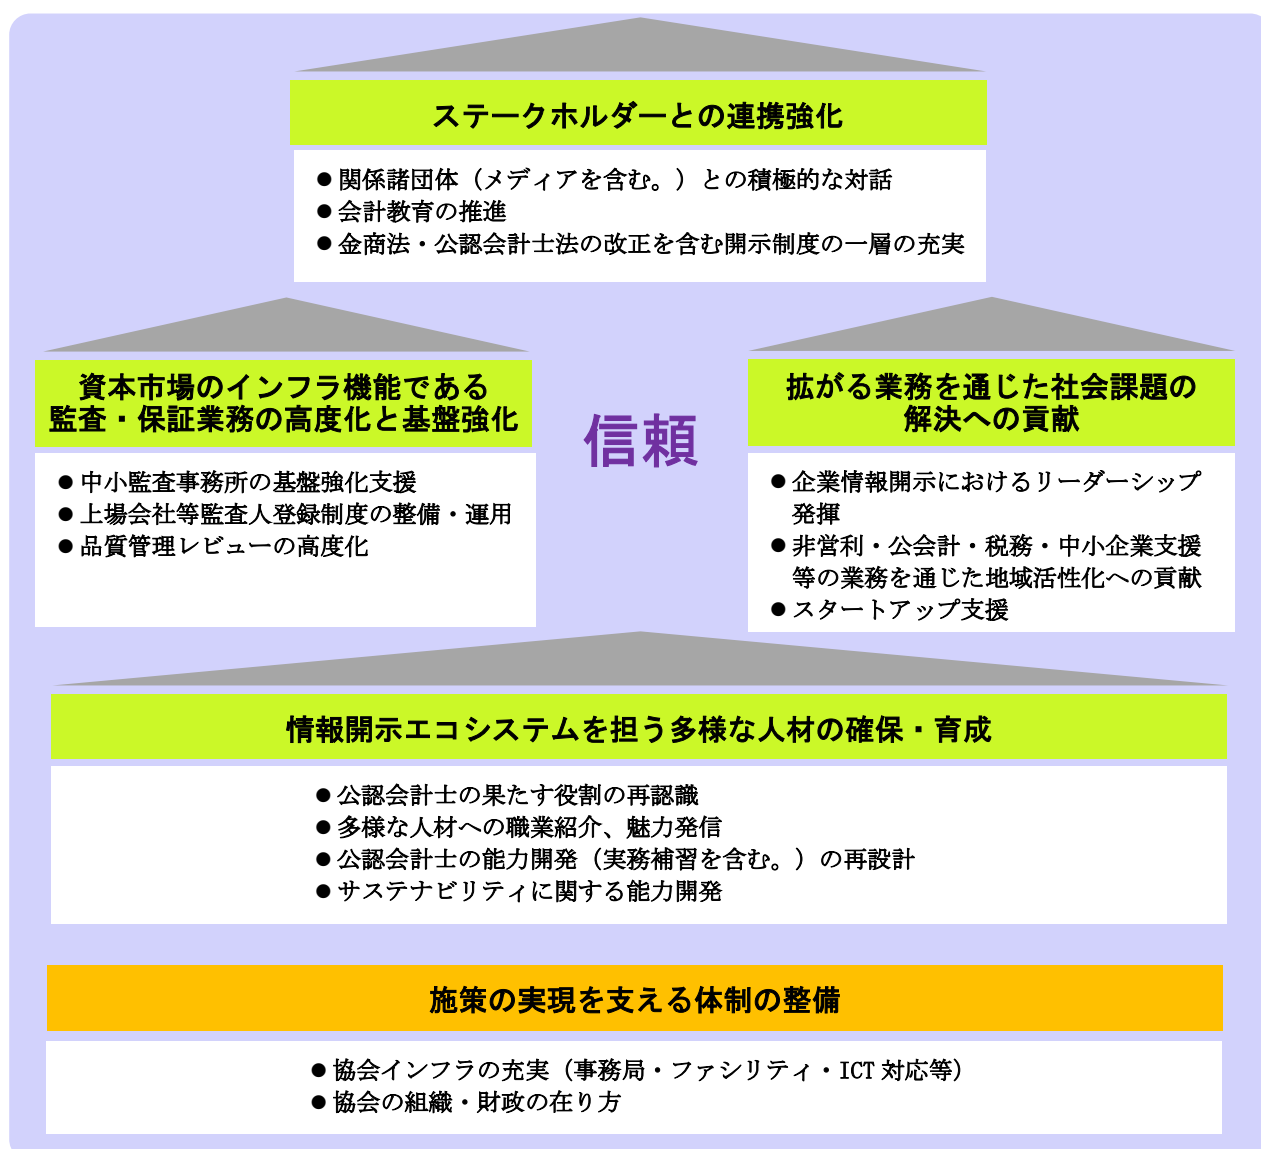 ステークホルダーとの連携強化
●関係諸団体（メディアを含む。）との積極的な対話
●会計教育の推進
●金商法・公認会計士法の改正を含む開示制度の一層の充実
資本市場のインフラ機能である
監査・保証業務の高度化と基盤強化
●中小監査事務所の基盤強化支援
●上場会社等監査人登録制度の整備・運用
●品質管理レビューの高度化
信頼
拡がる業務を通じた社会課題の
解決への貢献
●企業情報開示におけるリーダーシップ
発揮
●非営利・公会計・税務・中小企業支援
等の業務を通じた地域活性化への貢献
●スタートアップ支援
情報開示エコシステムを担う多様な人材の確保・育成
●公認会計士の果たす役割の再認識
●多様な人材への職業紹介、魅力発信
●公認会計士の能力開発（実務補習を含む。）の再設計
●サステナビリティに関する能力開発
施策の実現を支える体制の整備
●協会インフラの充実（事務局・ファシリティ・ICT 対応等）
●協会の組織・財政の在り方